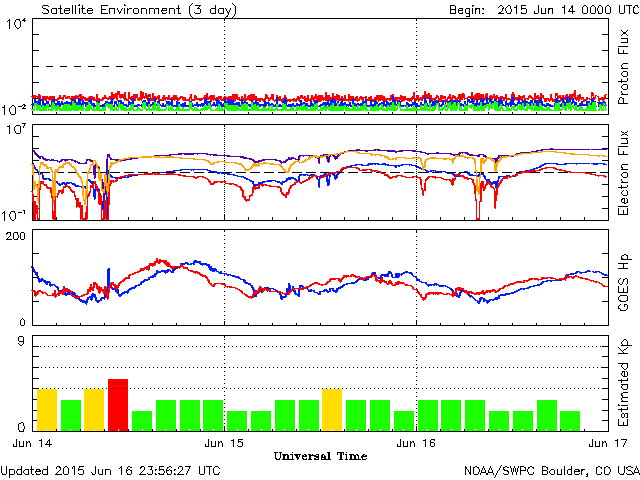 Satellite Environment (3 day) Begin: 2015 Jun 14 0000 UTC
10^4
10^-2
Proton Flux
10^7
10^-1
Electron Flux
200
0
GOES Hp
9
0
Estimated Kp
Jun 14 Jun 15 Jun 16 Jun 17
Universal Time
Updated 2015 Jun 16 23:56:27 UTC NOAA/SWPC Boulder, CO USA